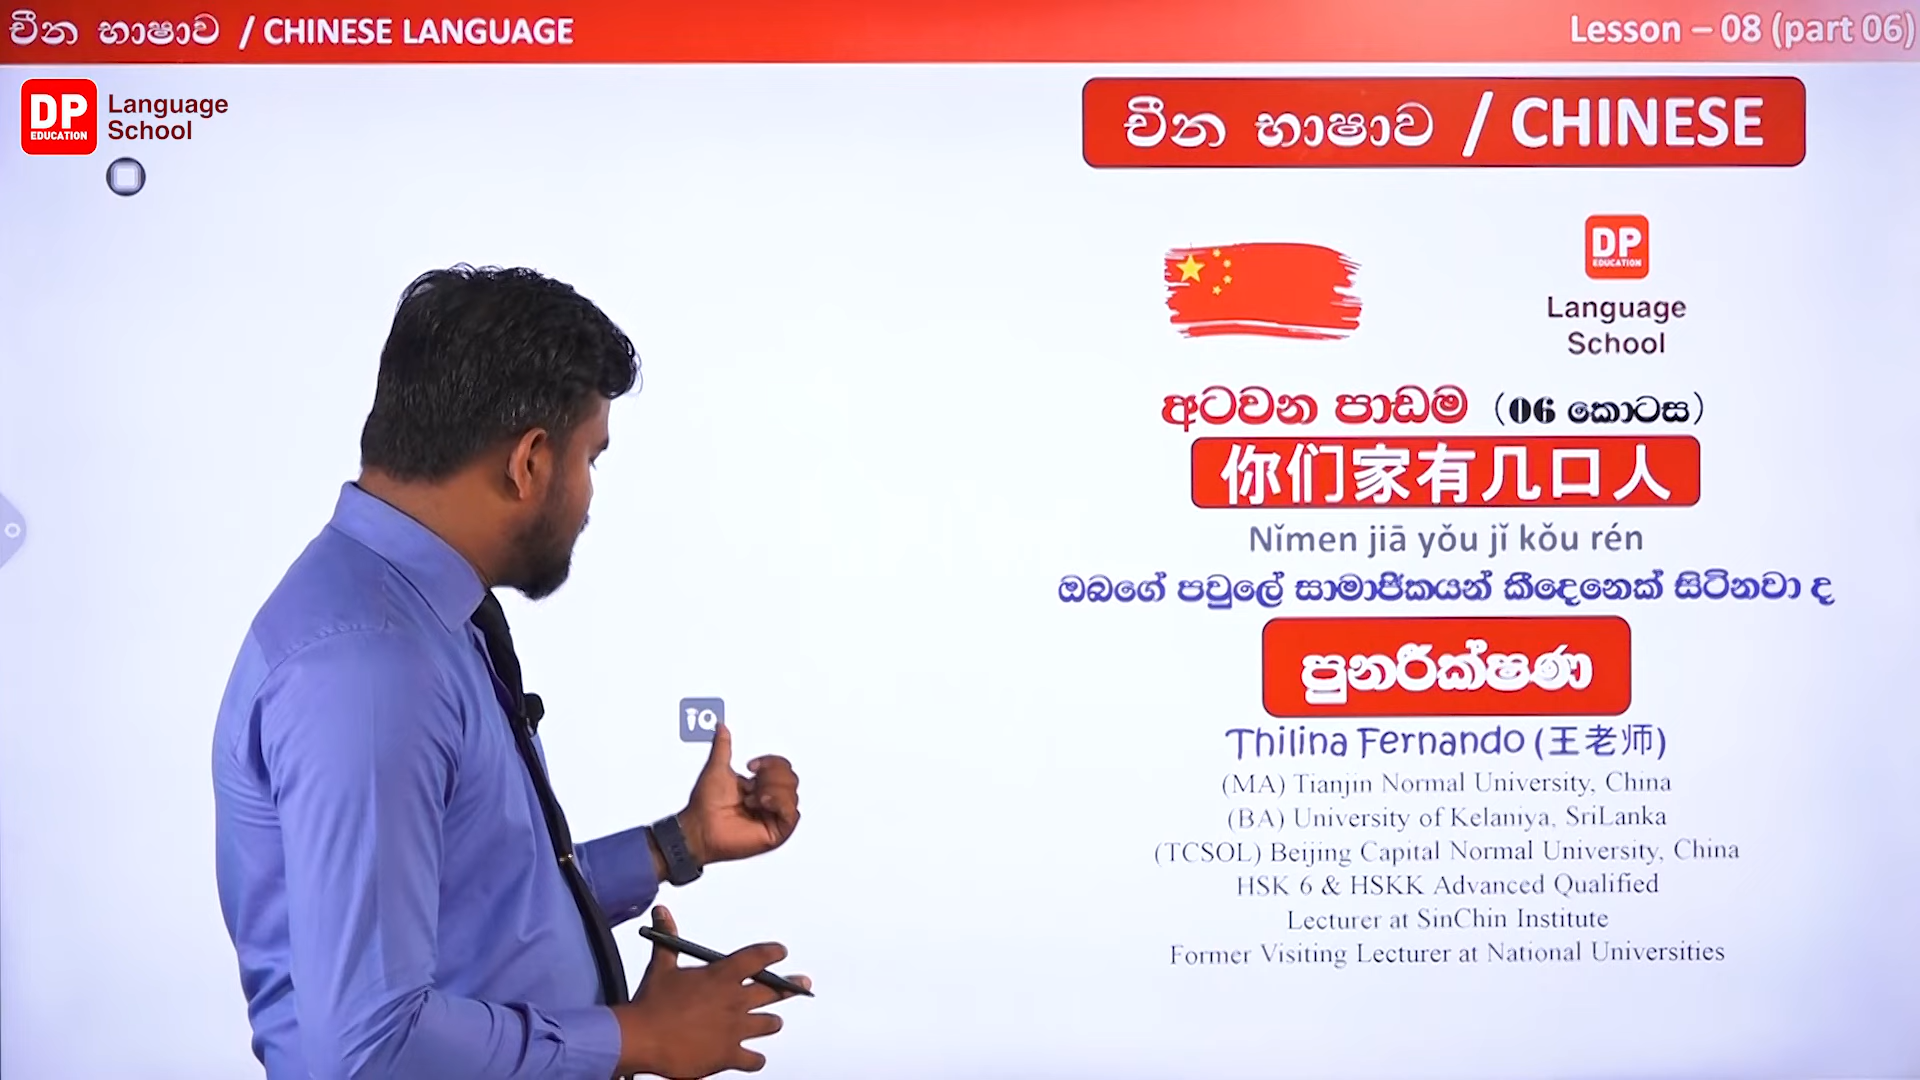 චීන භාෂාව / CHINESE LANGUAGE
Lesson – 08 (part 06)
DP
EDUCATION
Language
School
චීන භාෂාව / CHINESE
DP
EDUCATION
Language
School
අටවන පාඩම (06 කොටස)
你们家有几口人
Nǐmen jiā yǒu jǐ kǒu rén
ඔබගේ පවුලේ සාමාජිකයන් කීදෙනෙක් සිටිනවා ද
පුනරීක්ෂණ
Thilina Fernando (王老师)
(MA) Tianjin Normal University, China
(BA) University of Kelaniya, SriLanka
(TCSOL) Beijing Capital Normal University, China
HSK 6 & HSKK Advanced Qualified
Lecturer at SinChin Institute
Former Visiting Lecturer at National Universities